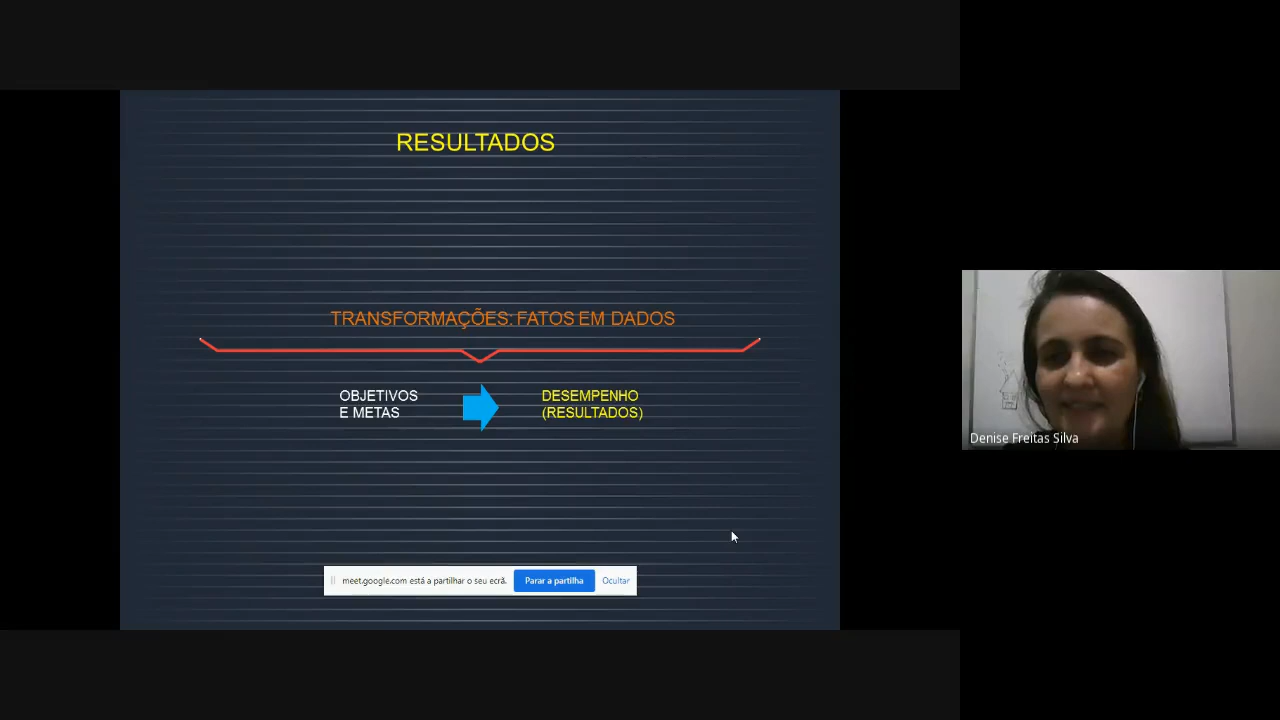 RESULTADOS
TRANSFORMAÇÕES: FATOS EM DADOS
OBJETIVOS
E METAS
DESEMPENHO
(RESULTADOS)
meet.google.com está a partilhar o seu ecrã.
Parar a partilha
Ocultar
Denise Freitas Silva